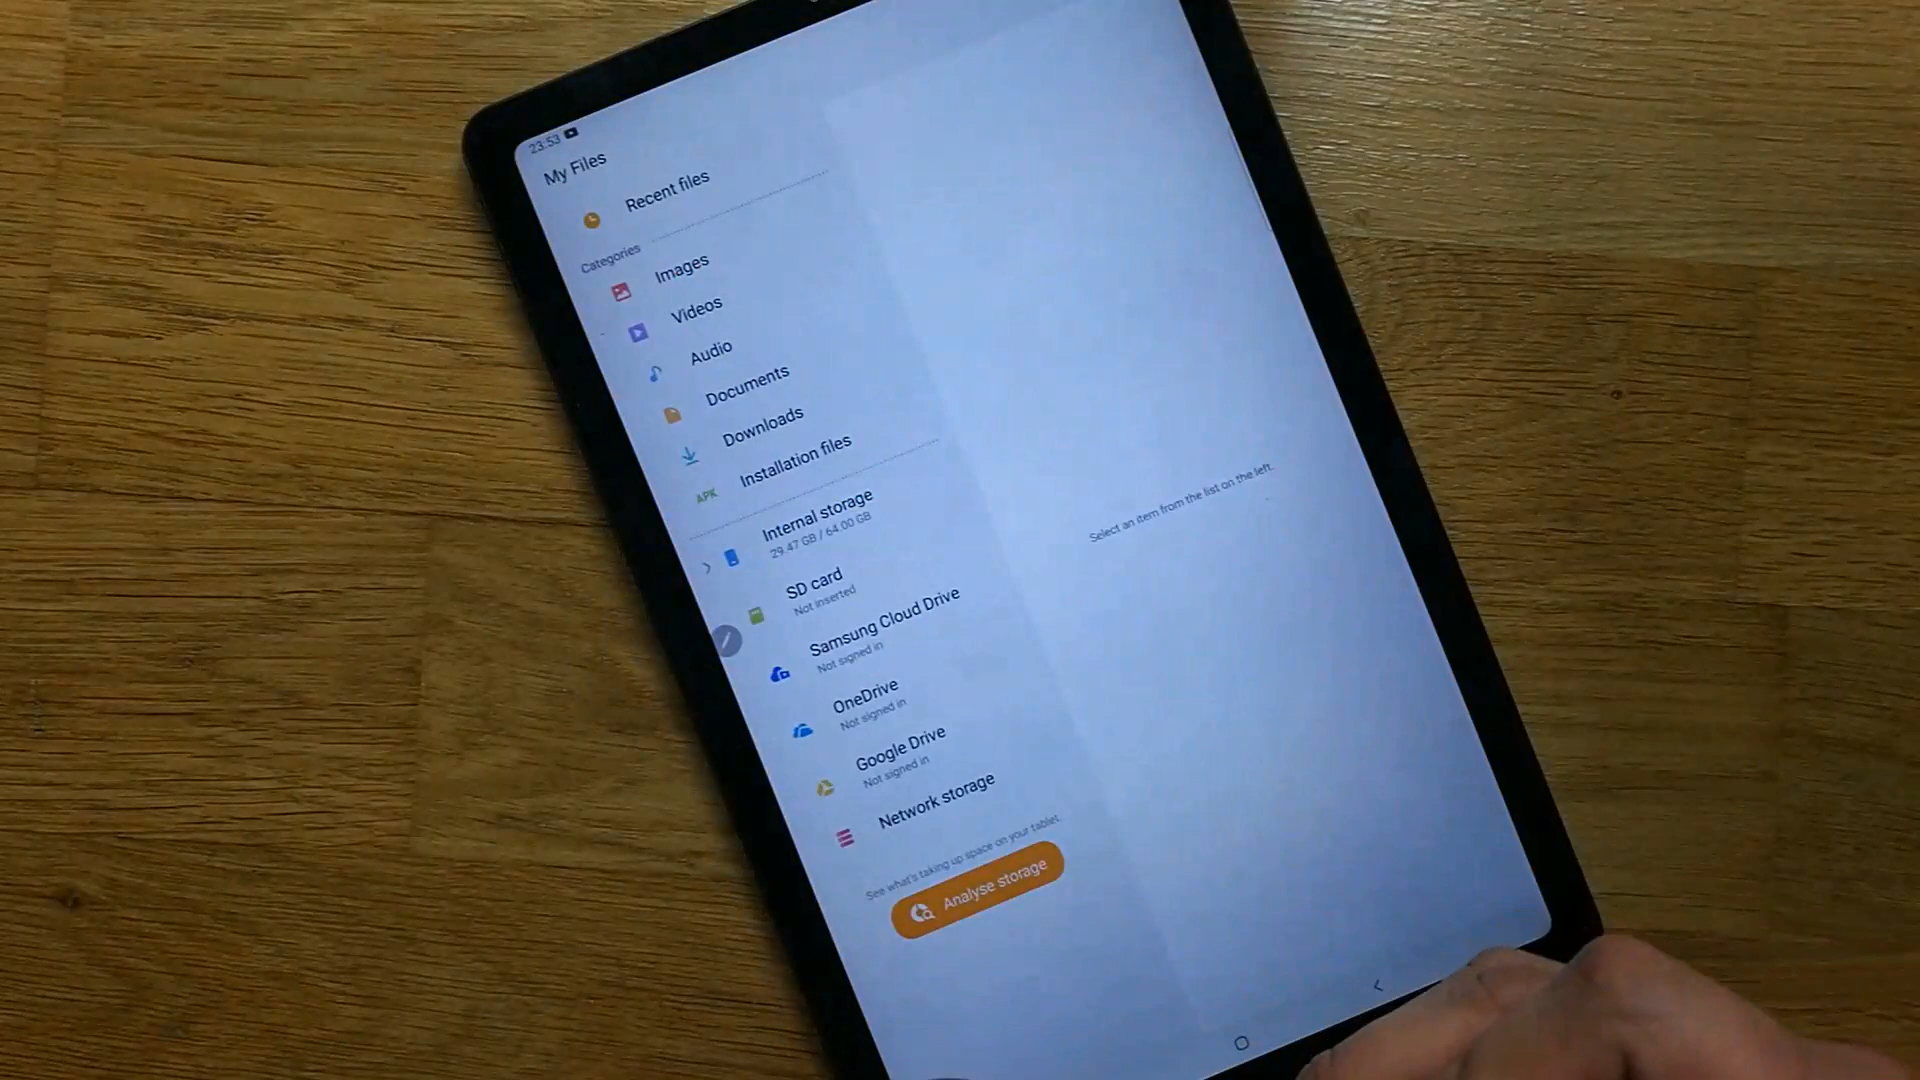 23:53
My Files
Recent files
Categories
Images
Videos
Audio
Documents
Downloads
APK Installation files
Internal storage
29.47 GB / 64.00 GB
SD card
Not inserted
Samsung Cloud Drive
Not signed in
OneDrive
Not signed in
Google Drive
Not signed in
Network storage
See what's taking up space on your tablet.
Analyse storage
Select an item from the list on the left.